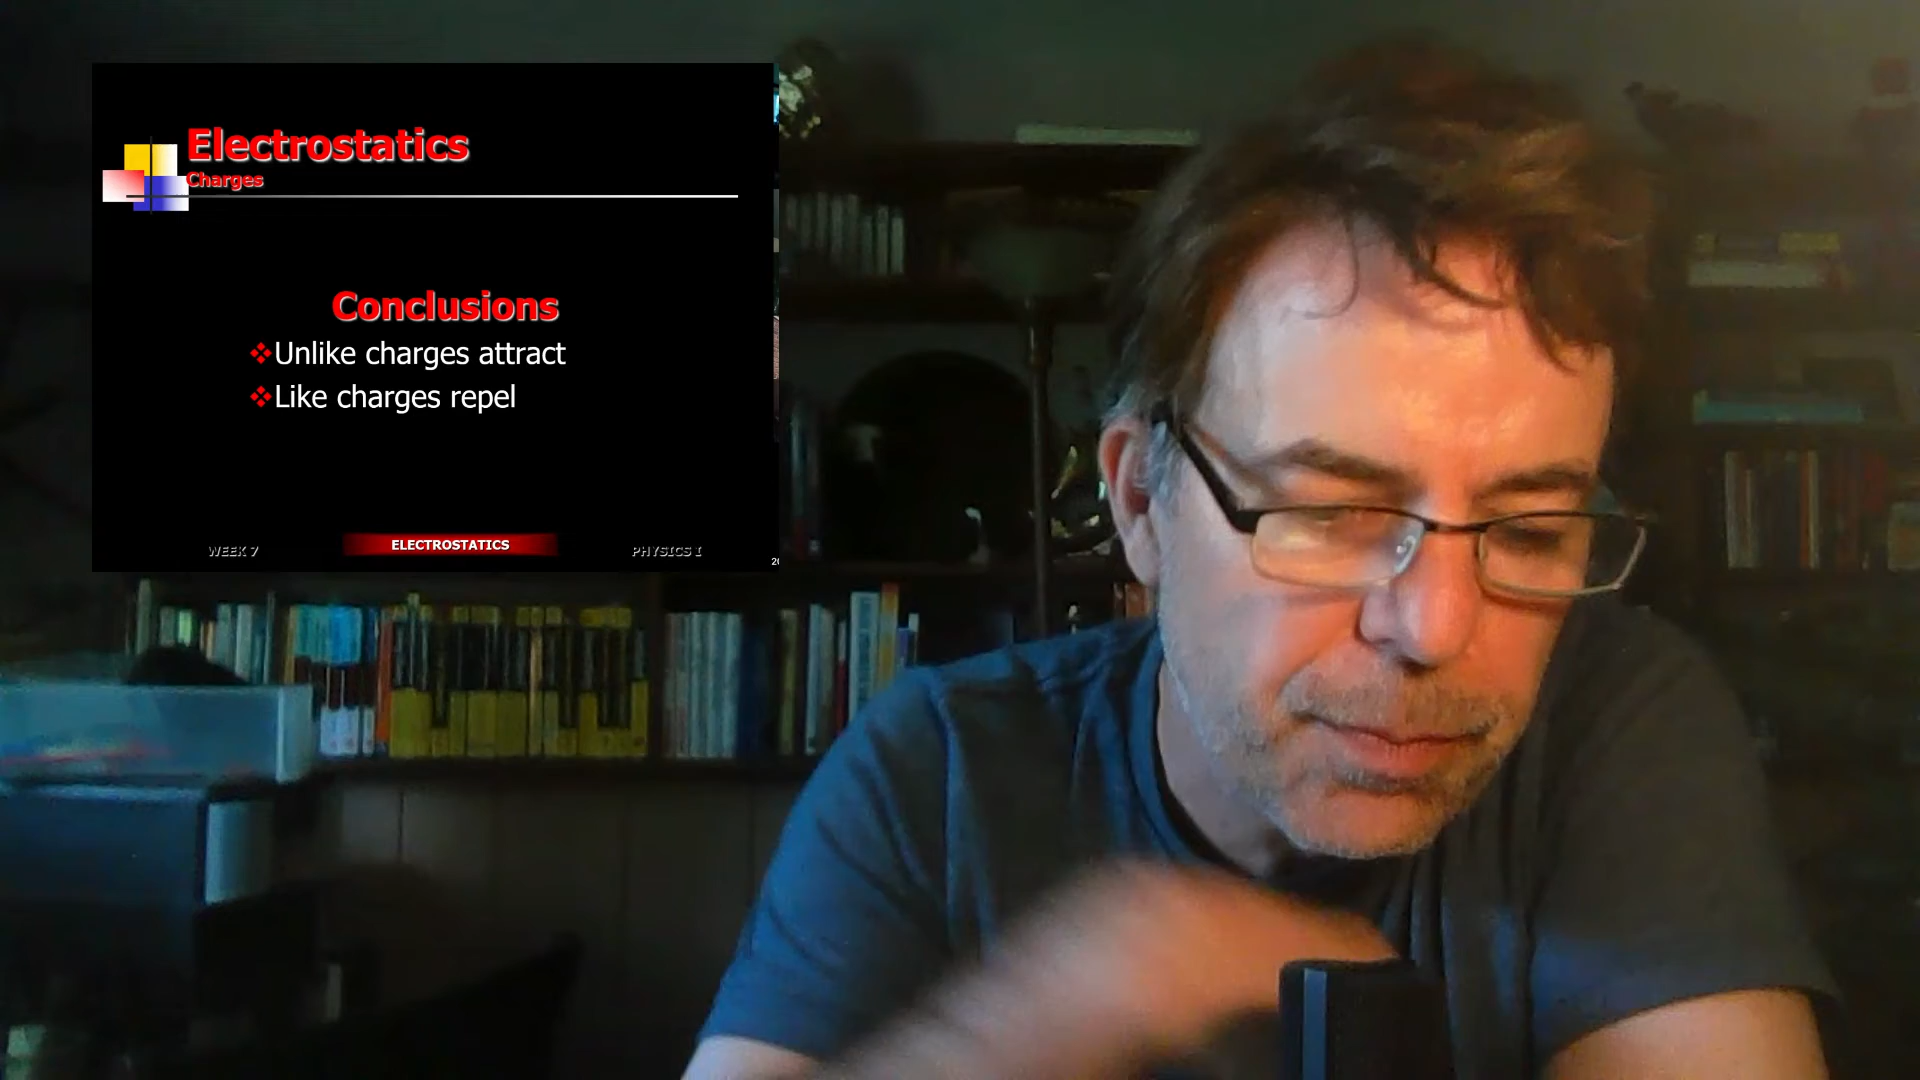 Electrostatics
Charges
Conclusions
Unlike charges attract
Like charges repel
WEEK 7
ELECTROSTATICS
PHYSICS I